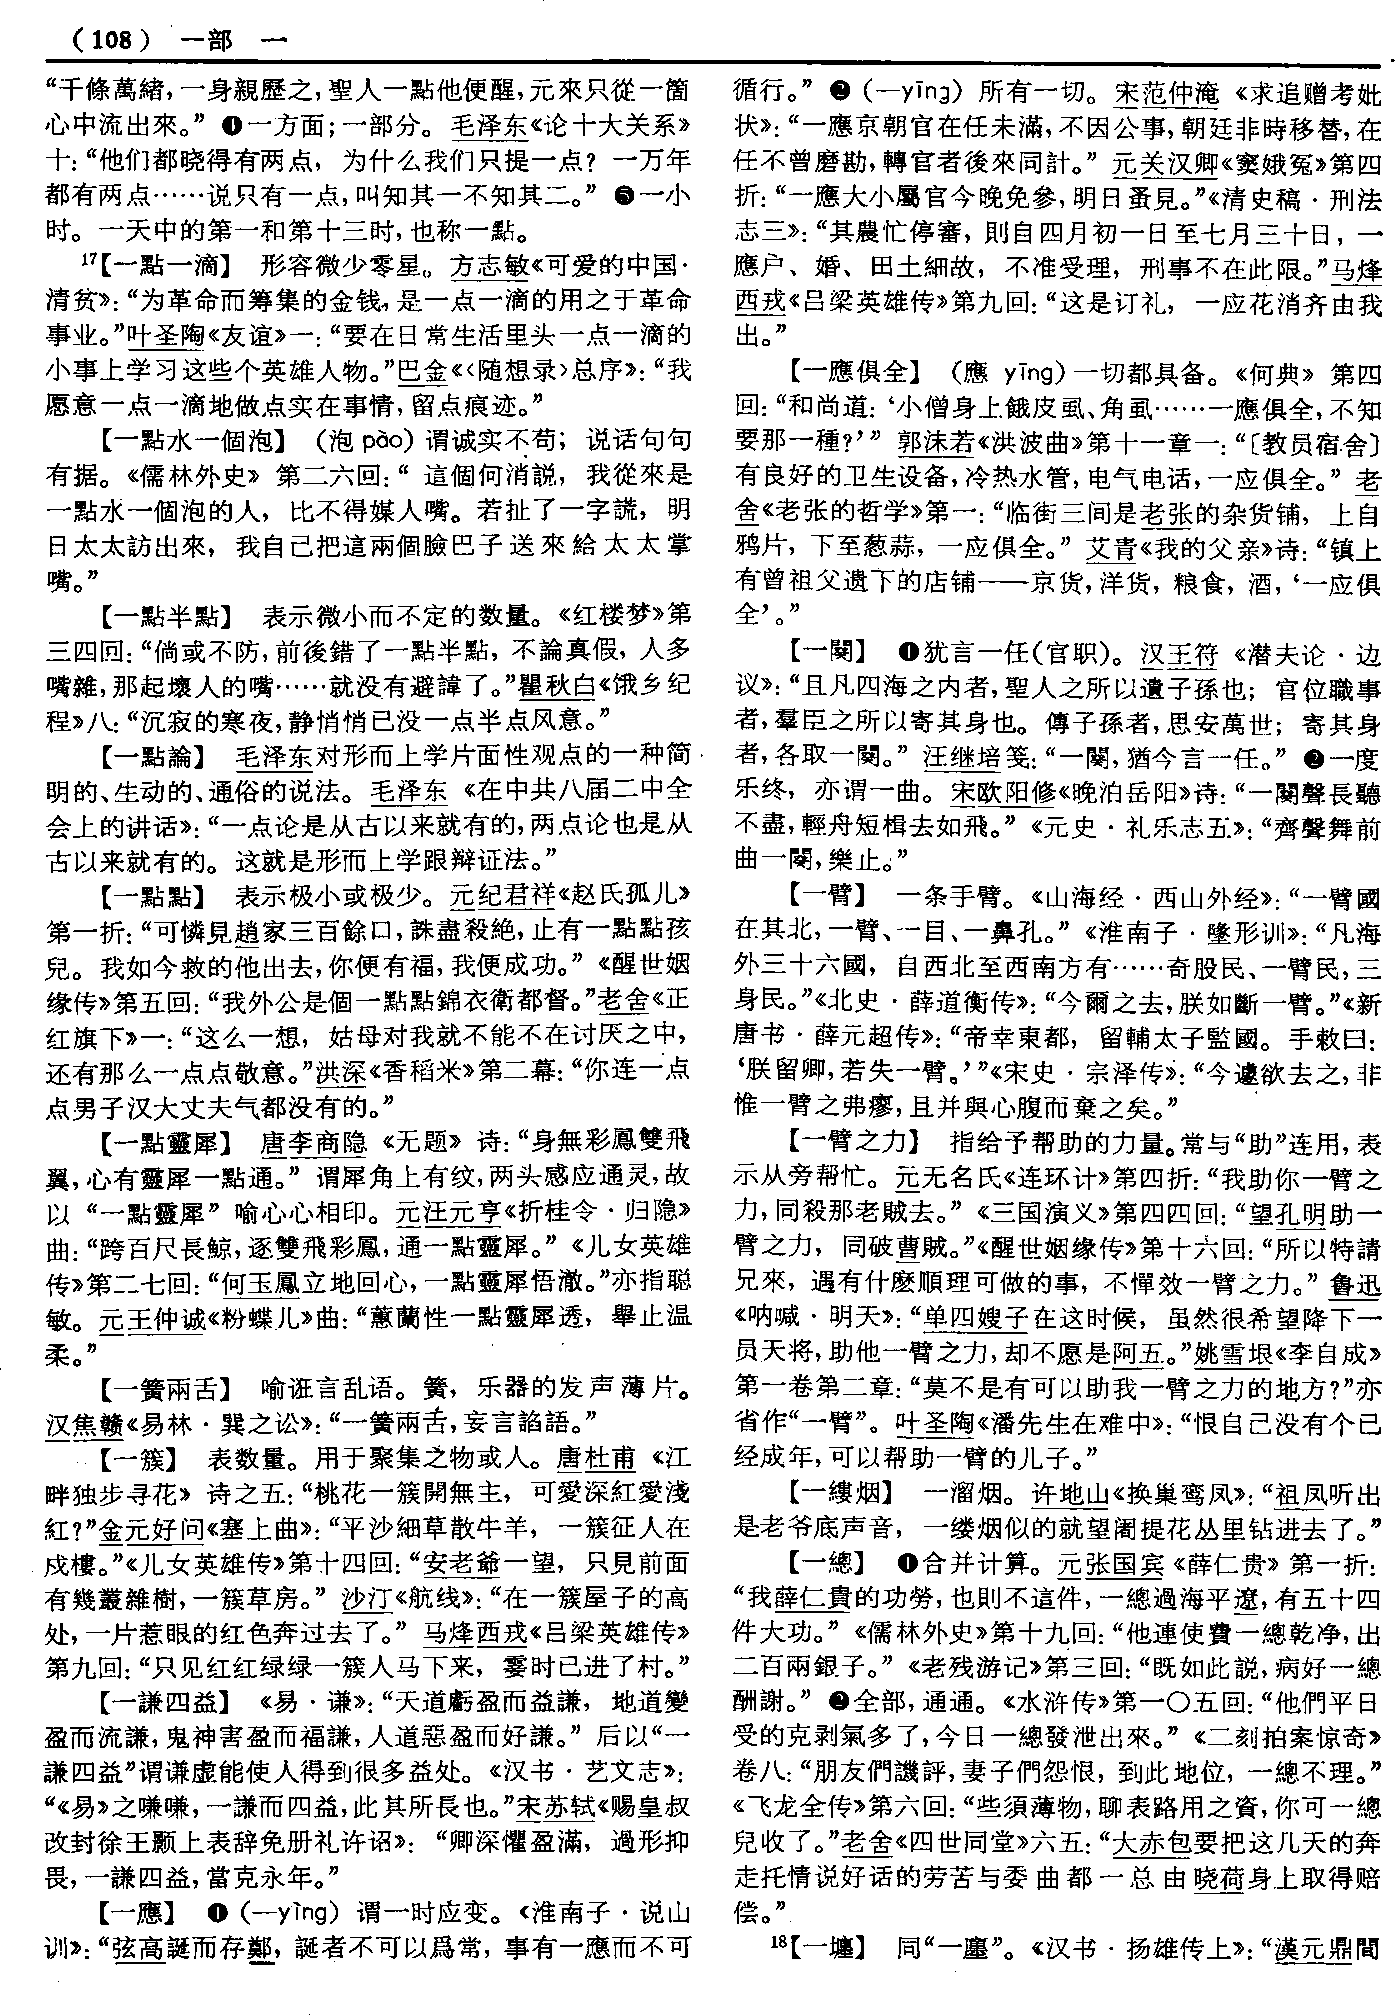 （108） 一部 一
“千條萬緒，一身親歷之，聖人一點他便醒，元來只從一箇
心中流出來。” ❹一方面；一部分。毛泽东《论十大关系》
十：“他们都晓得有两点，为什么我们只提一点？一万年
都有两点……说只有一点，叫知其一不知其二。” ❺一小
时。一天中的第一和第十三时，也称一點。
17【一點一滴】 形容微少零星。方志敏《可爱的中国·
清贫》：“为革命而筹集的金钱，是一点一滴的用之于革命
事业。”叶圣陶《友谊》一：“要在日常生活里头一点一滴的
小事上学习这些个英雄人物。”巴金《〈随想录〉总序》：“我
愿意一点一滴地做点实在事情，留点痕迹。”
【一點水一個泡】 （泡 pào）谓诚实不苟；说话句句
有据。《儒林外史》第二六回：“這個何消説，我從來是
一點水一個泡的人，比不得媒人嘴。若扯了一字謊，明
日太太訪出來，我自己把這兩個臉巴子送來給太太掌
嘴。”
【一點半點】 表示微小而不定的数量。《红楼梦》第
三四回：“倘或不防，前後錯了一點半點，不論真假，人多
嘴雜，那起壞人的嘴……就没有避諱了。”瞿秋白《饿乡纪
程》八：“沉寂的寒夜，静悄悄已没一点半点风意。”
【一點論】 毛泽东对形而上学片面性观点的一种简
明的、生动的、通俗的说法。毛泽东《在中共八届二中全
会上的讲话》：“一点论是从古以来就有的，两点论也是从
古以来就有的。这就是形而上学跟辩证法。”
【一點點】 表示极小或极少。元纪君祥《赵氏孤儿》
第一折：“可憐見趙家三百餘口，誅盡殺絶，止有一點點孩
兒。我如今救的他出去，你便有福，我便成功。”《醒世姻
缘传》第五回：“我外公是個一點點錦衣衛都督。”老舍《正
红旗下》一：“这么一想，姑母对我就不能不在讨厌之中，
还有那么一点点敬意。”洪深《香稻米》第二幕：“你连一点
点男子汉大丈夫气都没有的。”
【一點靈犀】 唐李商隐《无题》诗：“身無彩鳳雙飛
翼，心有靈犀一點通。”谓犀角上有纹，两头感应通灵，故
以“一點靈犀”喻心心相印。元汪元亨《折桂令·归隐》
曲：“跨百尺長鯨，逐雙飛彩鳳，通一點靈犀。”《儿女英雄
传》第二七回：“何玉鳳立地回心，一點靈犀悟澈。”亦指聪
敏。元王仲诚《粉蝶儿》曲：“蕙蘭性一點靈犀透，舉止温
柔。”
【一簧兩舌】 喻诳言乱语。簧，乐器的发声薄片。
汉焦赣《易林·巽之讼》：“一簧兩舌，妄言諂語。”
【一簇】 表数量。用于聚集之物或人。唐杜甫《江
畔独步寻花》诗之五：“桃花一簇開無主，可愛深紅愛淺
紅？”金元好问《塞上曲》：“平沙細草散牛羊，一簇征人在
戍樓。”《儿女英雄传》第十四回：“安老爺一望，只見前面
有幾叢雜樹，一簇草房。”沙汀《航线》：“在一簇屋子的高
处，一片惹眼的红色奔过去了。”马烽西戎《吕梁英雄传》
第九回：“只见红红绿绿一簇人马下来，霎时已进了村。”
【一謙四益】 《易·谦》：“天道虧盈而益謙，地道變
盈而流謙，鬼神害盈而福謙，人道惡盈而好謙。”后以“一
謙四益”谓谦虚能使人得到很多益处。《汉书·艺文志》：
“《易》之嗛嗛，一謙而四益，此其所長也。”宋苏轼《赐皇叔
改封徐王颢上表辞免册礼许诏》：“卿深懼盈滿，過形抑
畏，一謙四益，當克永年。”
【一應】 ❶（—yìng）谓一时应变。《淮南子·说山
训》：“弦高誕而存鄭，誕者不可以爲常，事有一應而不可
循行。” ❷（—yīng）所有一切。宋范仲淹《求追赠考妣
状》：“一應京朝官在任未滿，不因公事，朝廷非時移替，在
任不曾磨勘，轉官者後來同計。”元关汉卿《窦娥冤》第四
折：“一應大小屬官今晚免參，明日蚤見。”《清史稿·刑法
志三》：“其農忙停審，則自四月初一日至七月三十日，一
應户、婚、田土細故，不准受理，刑事不在此限。”马烽
西戎《吕梁英雄传》第九回：“这是订礼，一应花消齐由我
出。”
【一應俱全】 （應 yīng）一切都具备。《何典》第四
回：“和尚道：‘小僧身上餓皮虱、角虱……一應俱全，不知
要那一種？’”郭沫若《洪波曲》第十一章一：“〔教员宿舍〕
有良好的卫生设备，冷热水管，电气电话，一应俱全。”老
舍《老张的哲学》第一：“临街三间是老张的杂货铺，上自
鸦片，下至葱蒜，一应俱全。”艾青《我的父亲》诗：“镇上
有曾祖父遗下的店铺——京货，洋货，粮食，酒，‘一应俱
全’。”
【一闋】 ❶犹言一任（官职）。汉王符《潜夫论·边
议》：“且凡四海之内者，聖人之所以遺子孫也；官位職事
者，羣臣之所以寄其身也。傳子孫者，思安萬世；寄其身
者，各取一闋。”汪继培笺：“一闋，猶今言一任。” ❷一度
乐终，亦谓一曲。宋欧阳修《晚泊岳阳》诗：“一闋聲長聽
不盡，輕舟短楫去如飛。”《元史·礼乐志五》：“齊聲舞前
曲一闋，樂止。”
【一臂】 一条手臂。《山海经·西山外经》：“一臂國
在其北，一臂、一目、一鼻孔。”《淮南子·墬形训》：“凡海
外三十六國，自西北至西南方有……奇股民、一臂民，三
身民。”《北史·薛道衡传》：“今爾之去，朕如斷一臂。”《新
唐书·薛元超传》：“帝幸東都，留輔太子監國。手敕曰：
‘朕留卿，若失一臂。’”《宋史·宗泽传》：“今遽欲去之，非
惟一臂之弗瘳，且并與心腹而棄之矣。”
【一臂之力】 指给予帮助的力量。常与“助”连用，表
示从旁帮忙。元无名氏《连环计》第四折：“我助你一臂之
力，同殺那老賊去。”《三国演义》第四四回：“望孔明助一
臂之力，同破曹賊。”《醒世姻缘传》第十六回：“所以特請
兄來，遇有什麽順理可做的事，不憚效一臂之力。”鲁迅
《呐喊·明天》：“单四嫂子在这时候，虽然很希望降下一
员天将，助他一臂之力，却不愿是阿五。”姚雪垠《李自成》
第一卷第二章：“莫不是有可以助我一臂之力的地方？”亦
省作“一臂”。叶圣陶《潘先生在难中》：“恨自己没有个已
经成年，可以帮助一臂的儿子。”
【一縷烟】 一溜烟。许地山《换巢鸾凤》：“祖凤听出
是老爷底声音，一缕烟似的就望阇提花丛里钻进去了。”
【一總】 ❶合并计算。元张国宾《薛仁贵》第一折：
“我薛仁貴的功勞，也則不這件，一總過海平遼，有五十四
件大功。”《儒林外史》第十九回：“他連使費一總乾净，出
二百兩銀子。”《老残游记》第三回：“既如此説，病好一總
酬謝。” ❷全部，通通。《水浒传》第一〇五回：“他們平日
受的克剥氣多了，今日一總發泄出來。”《二刻拍案惊奇》
卷八：“朋友們譏評，妻子們怨恨，到此地位，一總不理。”
《飞龙全传》第六回：“些須薄物，聊表路用之資，你可一總
兒收了。”老舍《四世同堂》六五：“大赤包要把这几天的奔
走托情说好话的劳苦与委曲都一总由晓荷身上取得赔
偿。”
18【一壥】 同“一廛”。《汉书·扬雄传上》：“漢元鼎間